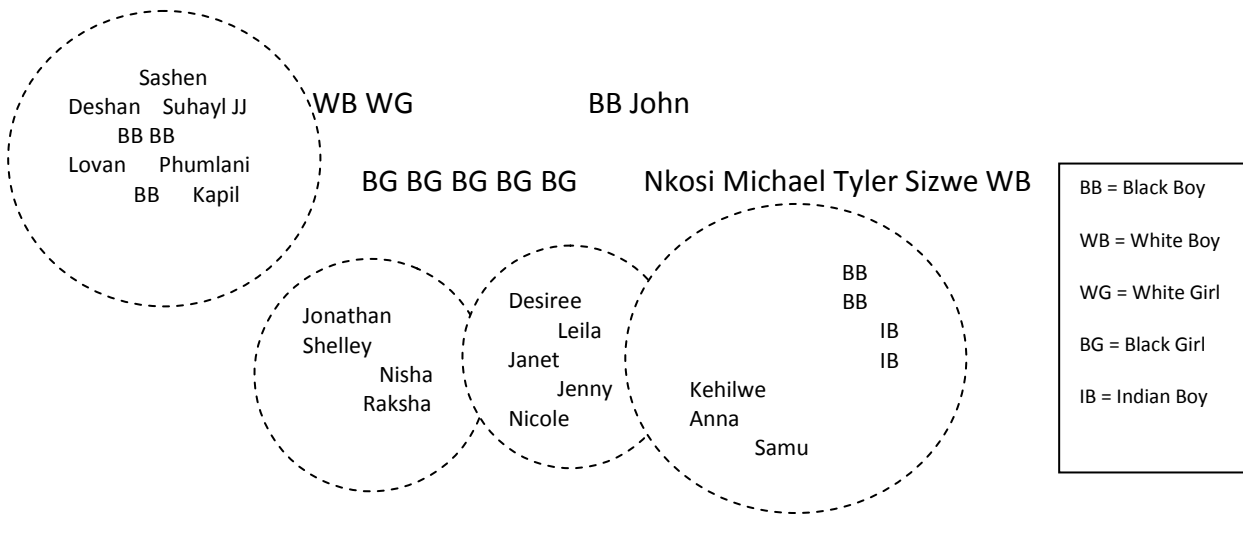 Sashen
Deshan Suhayl JJ
BB BB
Lovan Phumlani
BB Kapil
WB WG
BB John
BG BG BG BG BG
Nkosi Michael Tyler Sizwe WB
Jonathan
Shelley
Nisha
Raksha
Desiree
Leila
Janet
Jenny
Nicole
BB
BB
IB
IB
Kehilwe
Anna
Samu
BB = Black Boy
WB = White Boy
WG = White Girl
BG = Black Girl
IB = Indian Boy